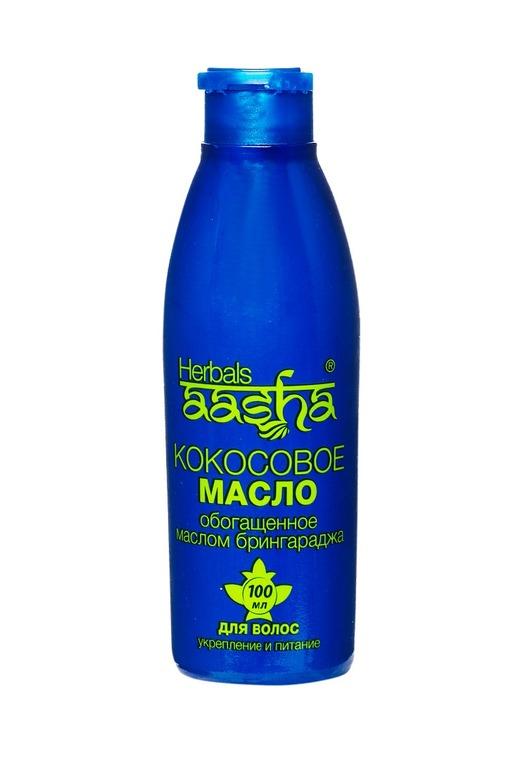 Herbals
aasha ®
КОКОСОВОЕ
МАСЛО
обогащенное
маслом брингараджа
100
мл
ДЛЯ ВОЛОС
укрепление и питание